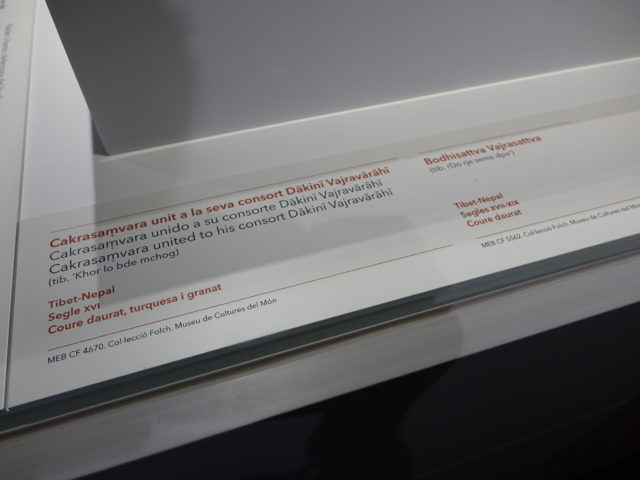 Cakrasaṃvara unit a la seva consort Ḍākinī Vajravārāhī
Cakrasaṃvara unido a su consorte Ḍākinī Vajravārāhī
Cakrasaṃvara united to his consort Ḍākinī Vajravārāhī
(tib. ‘Khor lo bde mchog)
Tibet-Nepal
Segle XVI
Coure daurat, turquesa i granat
MEB CF 4670. Col·lecció Folch. Museu de Cultures del Món
Bodhisattva Vajrasattva
(tib. rDo rje sems dpa’)
Tibet-Nepal
Segles XVII-XIX
Coure daurat
MEB CF 5562. Col·lecció Folch. Museu de Cultures del Món